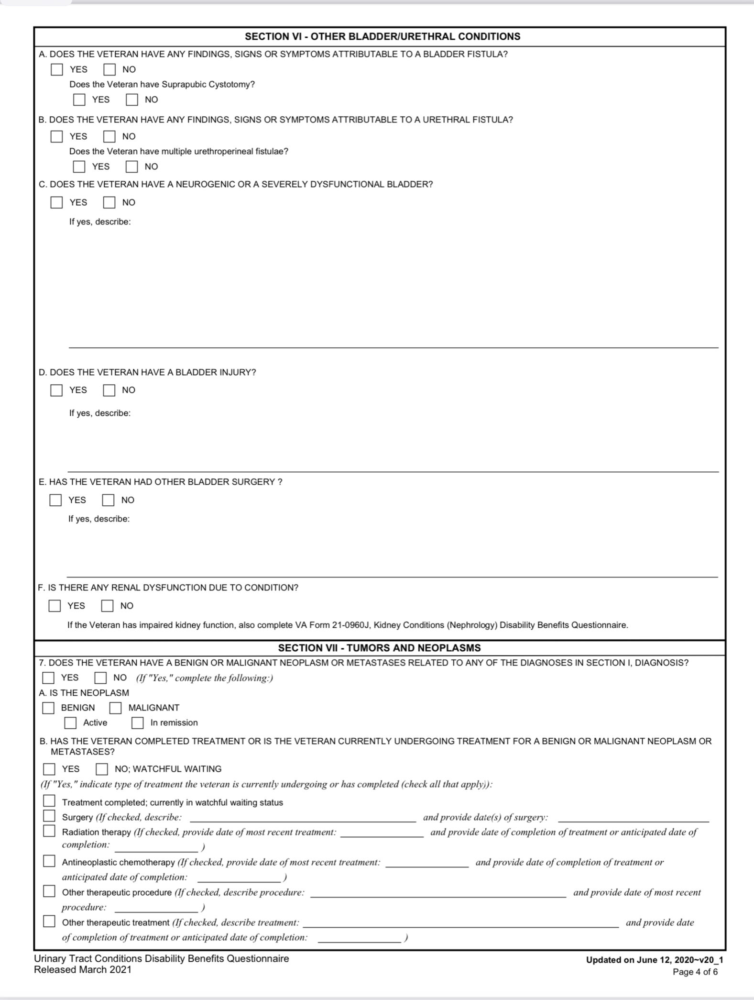 SECTION VI - OTHER BLADDER/URETHRAL CONDITIONS
A. DOES THE VETERAN HAVE ANY FINDINGS, SIGNS OR SYMPTOMS ATTRIBUTABLE TO A BLADDER FISTULA?
YES NO
Does the Veteran have Suprapubic Cystotomy?
YES NO
B. DOES THE VETERAN HAVE ANY FINDINGS, SIGNS OR SYMPTOMS ATTRIBUTABLE TO A URETHRAL FISTULA?
YES NO
Does the Veteran have multiple urethroperineal fistulae?
YES NO
C. DOES THE VETERAN HAVE A NEUROGENIC OR A SEVERELY DYSFUNCTIONAL BLADDER?
YES NO
If yes, describe:
D. DOES THE VETERAN HAVE A BLADDER INJURY?
YES NO
If yes, describe:
E. HAS THE VETERAN HAD OTHER BLADDER SURGERY ?
YES NO
If yes, describe:
F. IS THERE ANY RENAL DYSFUNCTION DUE TO CONDITION?
YES NO
If the Veteran has impaired kidney function, also complete VA Form 21-0960J, Kidney Conditions (Nephrology) Disability Benefits Questionnaire.
SECTION VII - TUMORS AND NEOPLASMS
7. DOES THE VETERAN HAVE A BENIGN OR MALIGNANT NEOPLASM OR METASTASES RELATED TO ANY OF THE DIAGNOSES IN SECTION I, DIAGNOSIS?
YES NO (If "Yes," complete the following:)
A. IS THE NEOPLASM
BENIGN MALIGNANT
Active In remission
B. HAS THE VETERAN COMPLETED TREATMENT OR IS THE VETERAN CURRENTLY UNDERGOING TREATMENT FOR A BENIGN OR MALIGNANT NEOPLASM OR
METASTASES?
YES NO; WATCHFUL WAITING
(If "Yes," indicate type of treatment the veteran is currently undergoing or has completed (check all that apply)):
Treatment completed; currently in watchful waiting status
Surgery (If checked, describe: and provide date(s) of surgery:
Radiation therapy (If checked, provide date of most recent treatment: and provide date of completion of treatment or anticipated date of
completion: )
Antineoplastic chemotherapy (If checked, provide date of most recent treatment: and provide date of completion of treatment or
anticipated date of completion: )
Other therapeutic procedure (If checked, describe procedure: and provide date of most recent
procedure: )
Other therapeutic treatment (If checked, describe treatment: and provide date
of completion of treatment or anticipated date of completion: )
Urinary Tract Conditions Disability Benefits Questionnaire
Released March 2021
Updated on June 12, 2020~v20_1
Page 4 of 6